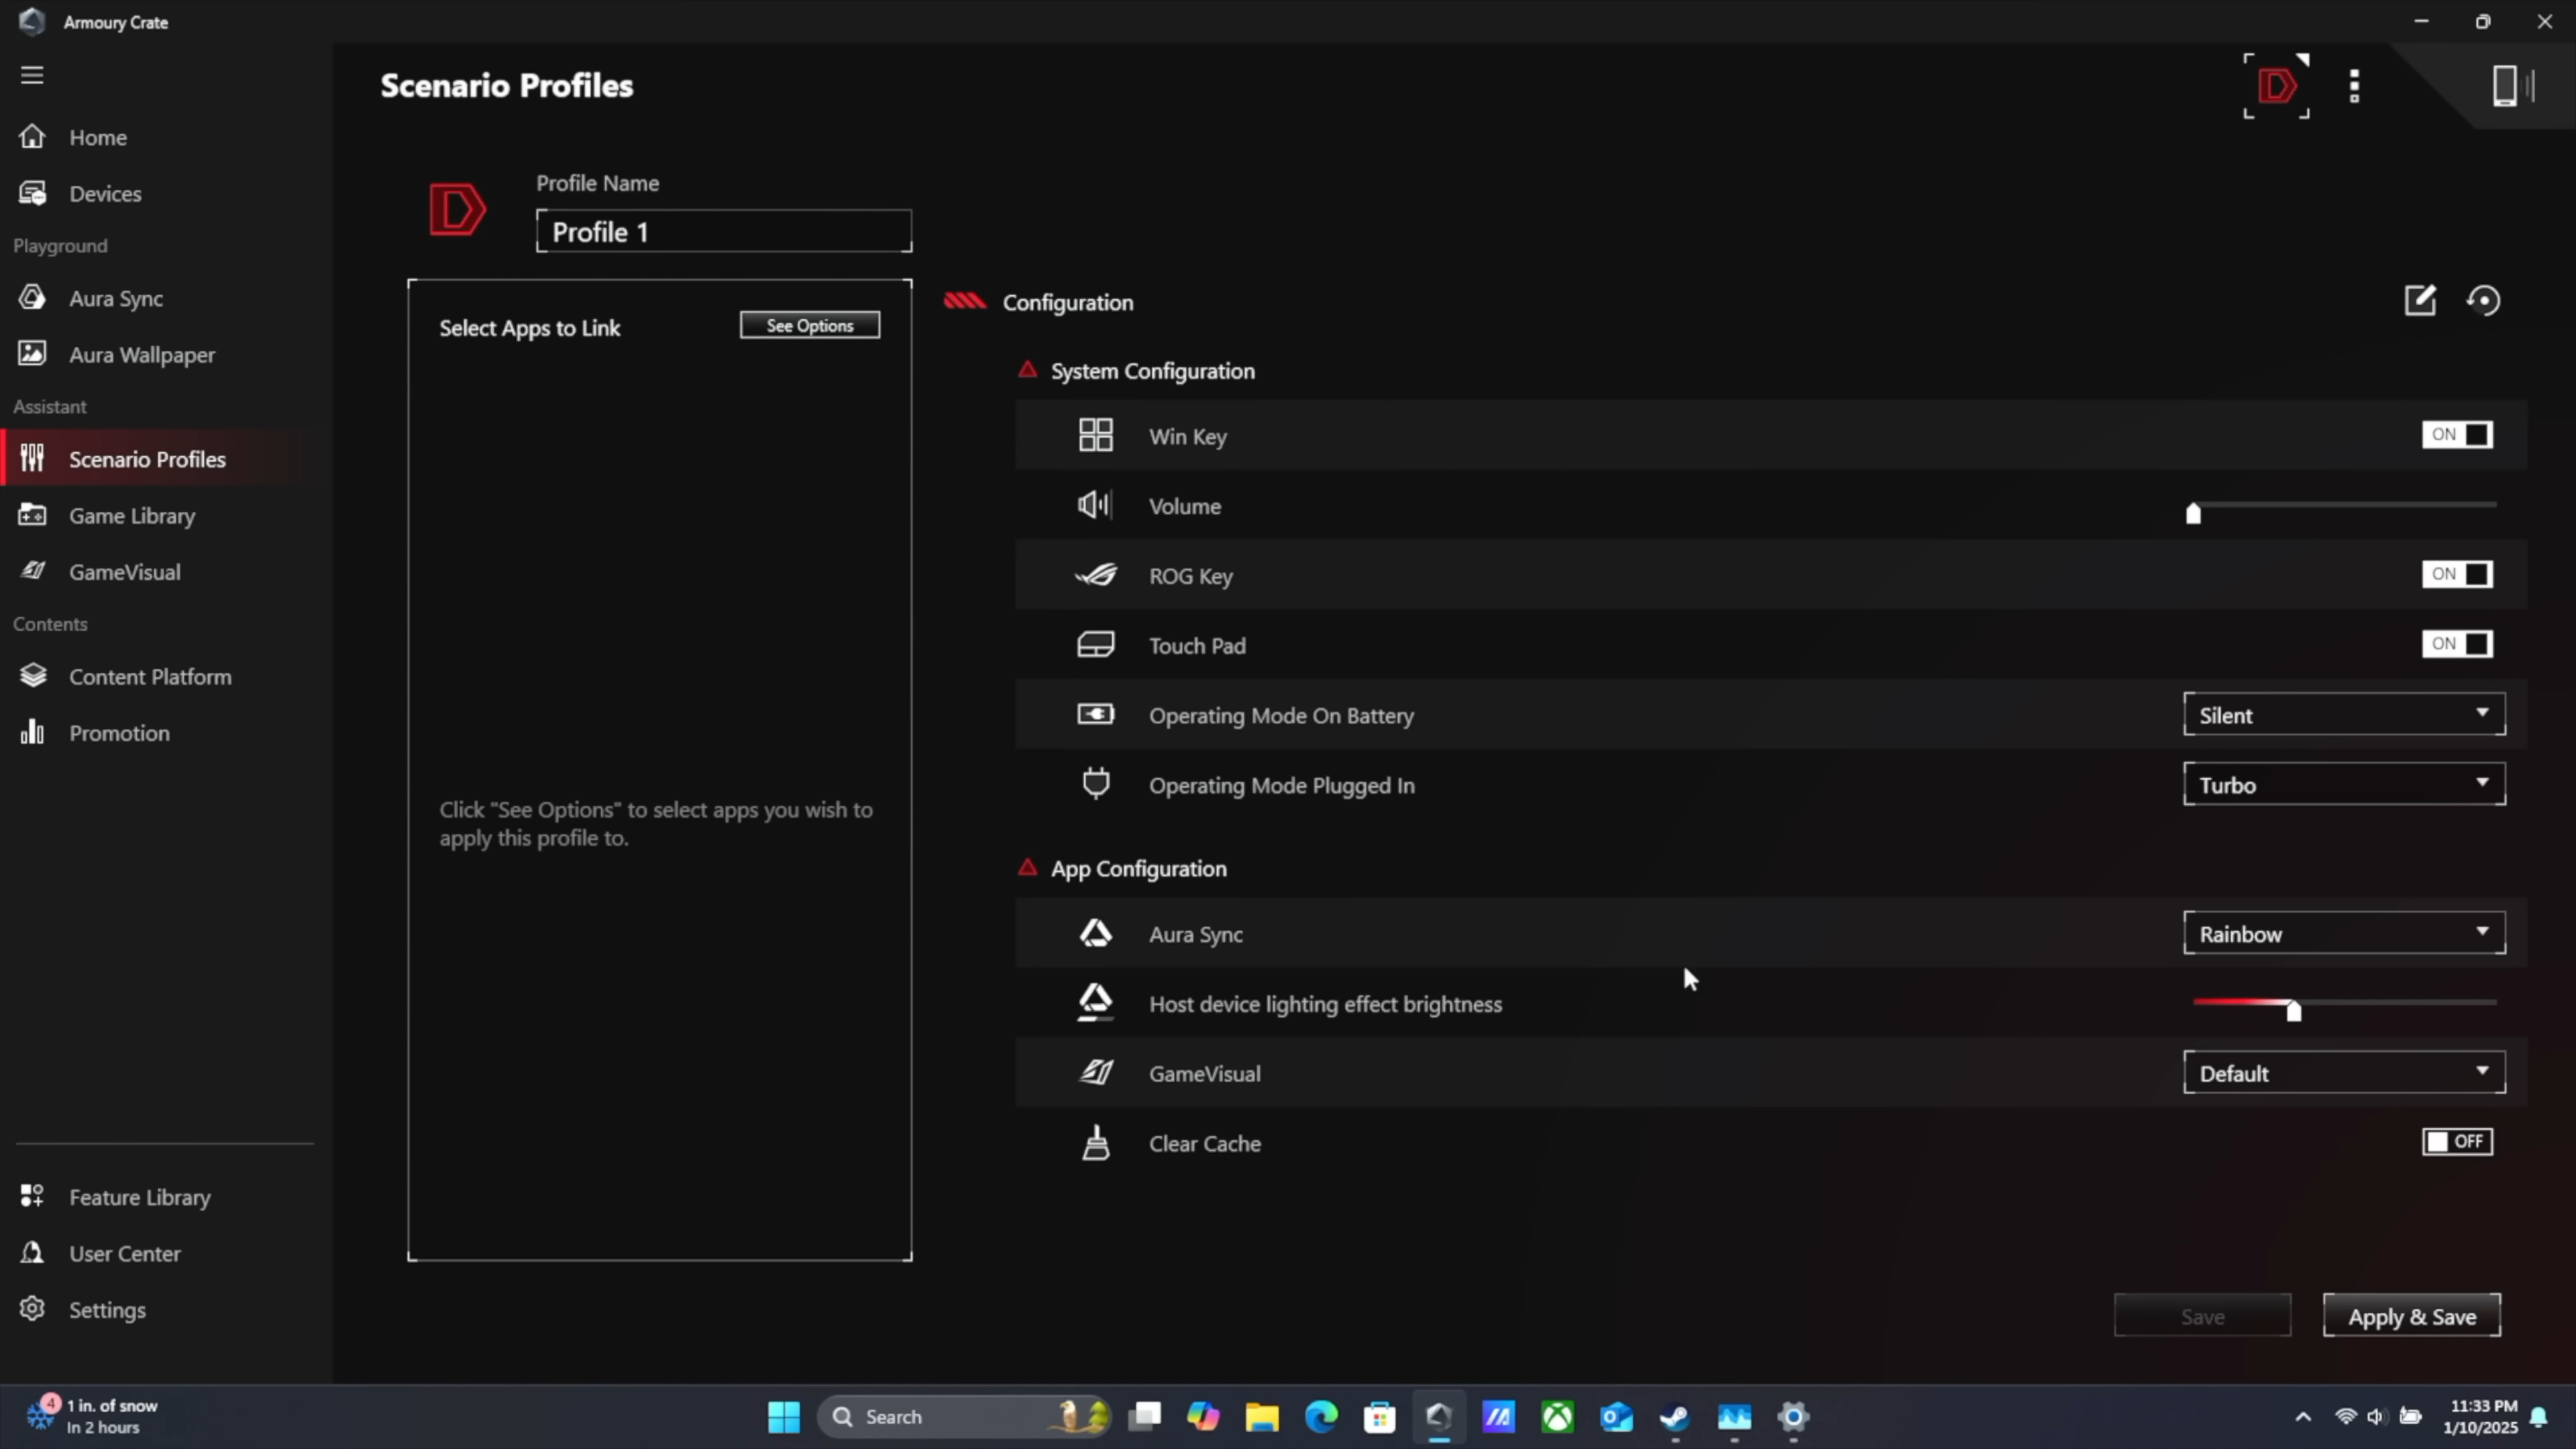 Armoury Crate
Scenario Profiles
Home
Devices
Playground
Aura Sync
Aura Wallpaper
Assistant
Scenario Profiles
Game Library
GameVisual
Contents
Content Platform
Promotion
Feature Library
User Center
Settings
Profile Name
Profile 1
Select Apps to Link
See Options
Click "See Options" to select apps you wish to
apply this profile to.
Configuration
System Configuration
Win Key ON
Volume
ROG Key ON
Touch Pad ON
Operating Mode On Battery Silent
Operating Mode Plugged In Turbo
App Configuration
Aura Sync Rainbow
Host device lighting effect brightness
GameVisual Default
Clear Cache OFF
Save Apply & Save
4
1 in. of snow
In 2 hours
Search
11:33 PM
1/10/2025